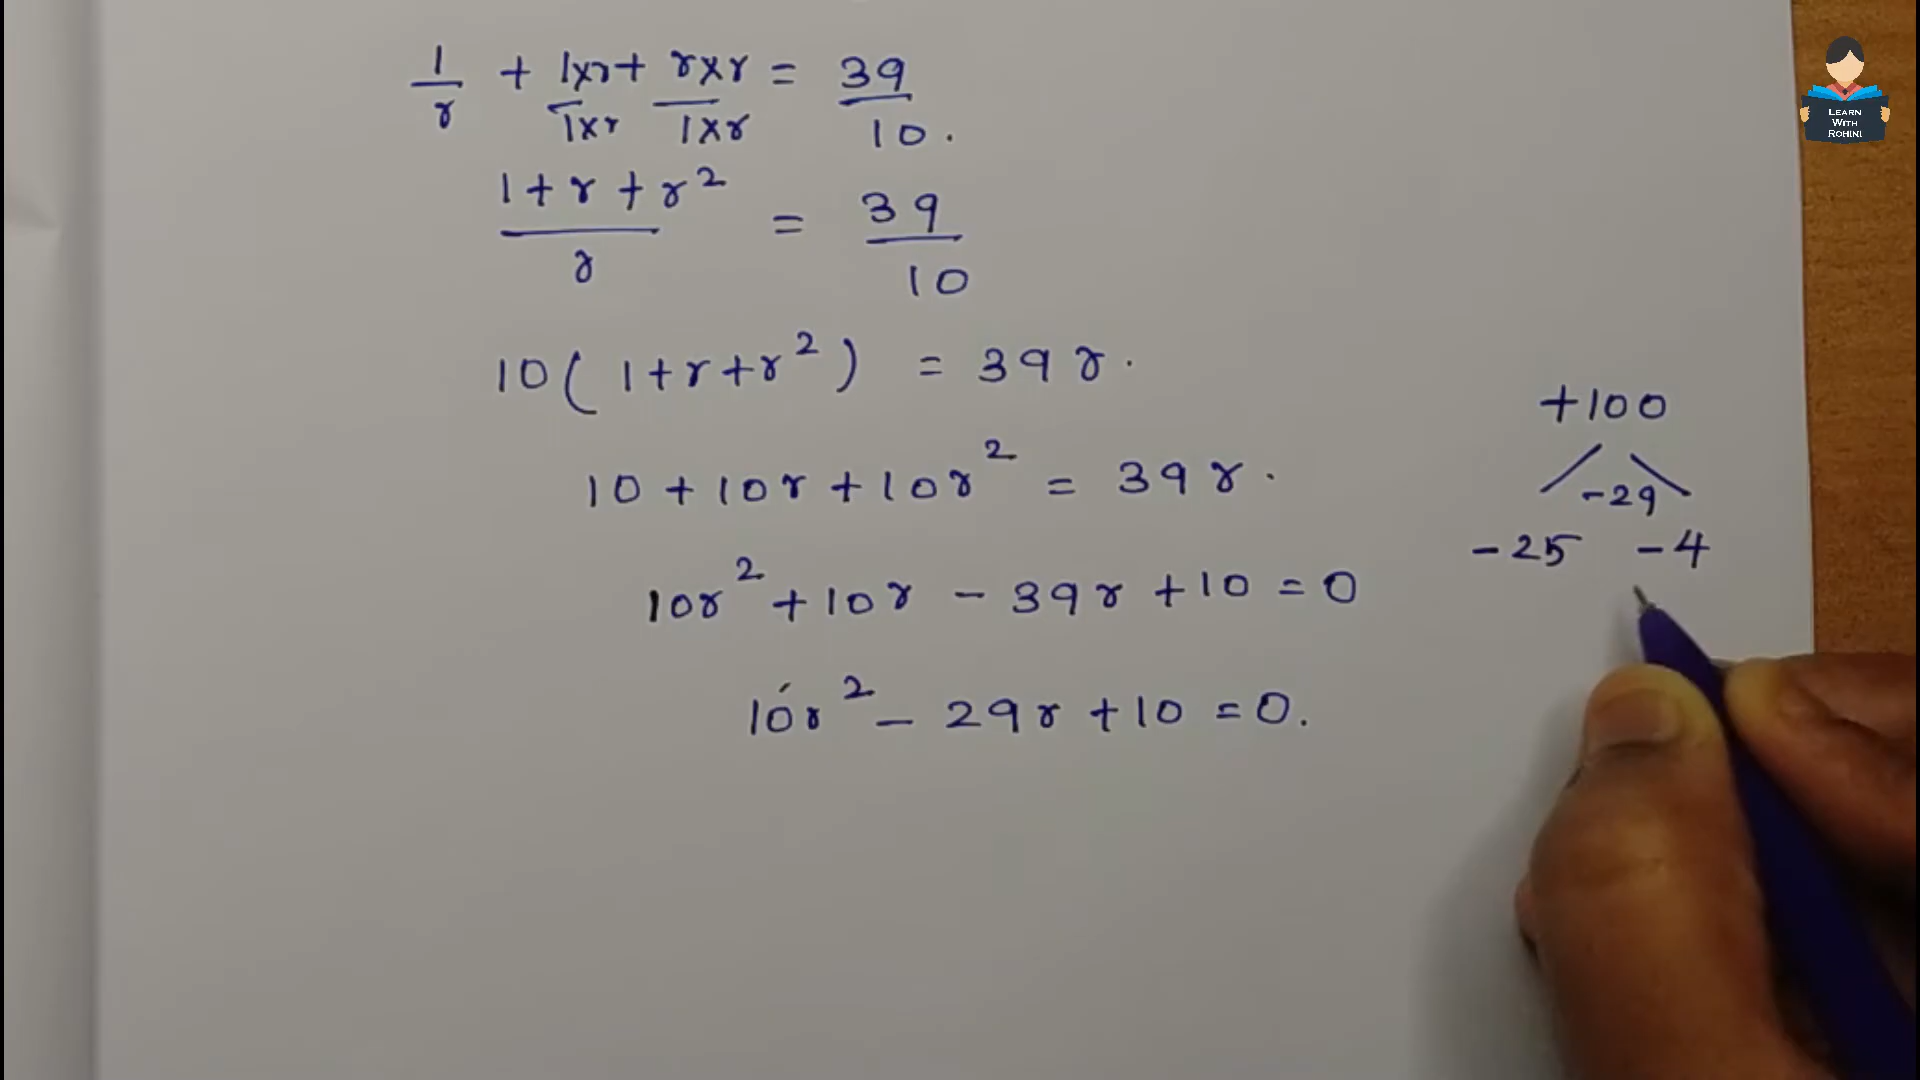 1/r + 1×r/1×r + r×r/1×r = 39/10.
(1+r+r²)/r = 39/10
10(1+r+r²) = 39r.
10+10r+10r² = 39r.
10r²+10r-39r+10=0
10r²-29r+10=0.
+100
-29
-25 -4
LEARN
WITH
ROHINI